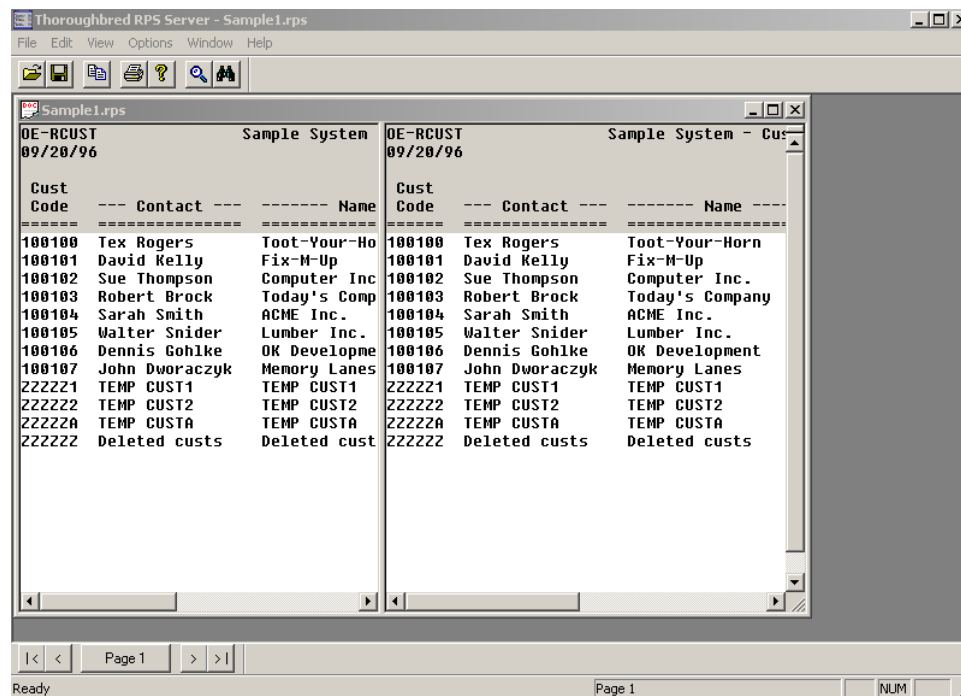 Thoroughbred RPS Server - Sample1.rps
File Edit View Options Window Help
Sample1.rps
OE-RCUST Sample System
09/20/96
Cust
Code --- Contact --- ------- Name
====== =============== ============
100100 Tex Rogers Toot-Your-Ho
100101 David Kelly Fix-M-Up
100102 Sue Thompson Computer Inc
100103 Robert Brock Today's Comp
100104 Sarah Smith ACME Inc.
100105 Walter Snider Lumber Inc.
100106 Dennis Gohlke OK Developme
100107 John Dworaczyk Memory Lanes
ZZZZZ1 TEMP CUST1 TEMP CUST1
ZZZZZ2 TEMP CUST2 TEMP CUST2
ZZZZZA TEMP CUSTA TEMP CUSTA
ZZZZZZ Deleted custs Deleted cust
OE-RCUST Sample System - Cus
09/20/96
Cust
Code --- Contact --- ------- Name ----
====== =============== =================
100100 Tex Rogers Toot-Your-Horn
100101 David Kelly Fix-M-Up
100102 Sue Thompson Computer Inc.
100103 Robert Brock Today's Company
100104 Sarah Smith ACME Inc.
100105 Walter Snider Lumber Inc.
100106 Dennis Gohlke OK Development
100107 John Dworaczyk Memory Lanes
ZZZZZ1 TEMP CUST1 TEMP CUST1
ZZZZZ2 TEMP CUST2 TEMP CUST2
ZZZZZA TEMP CUSTA TEMP CUSTA
ZZZZZZ Deleted custs Deleted custs
|< < Page 1 > >|
Ready Page 1 NUM